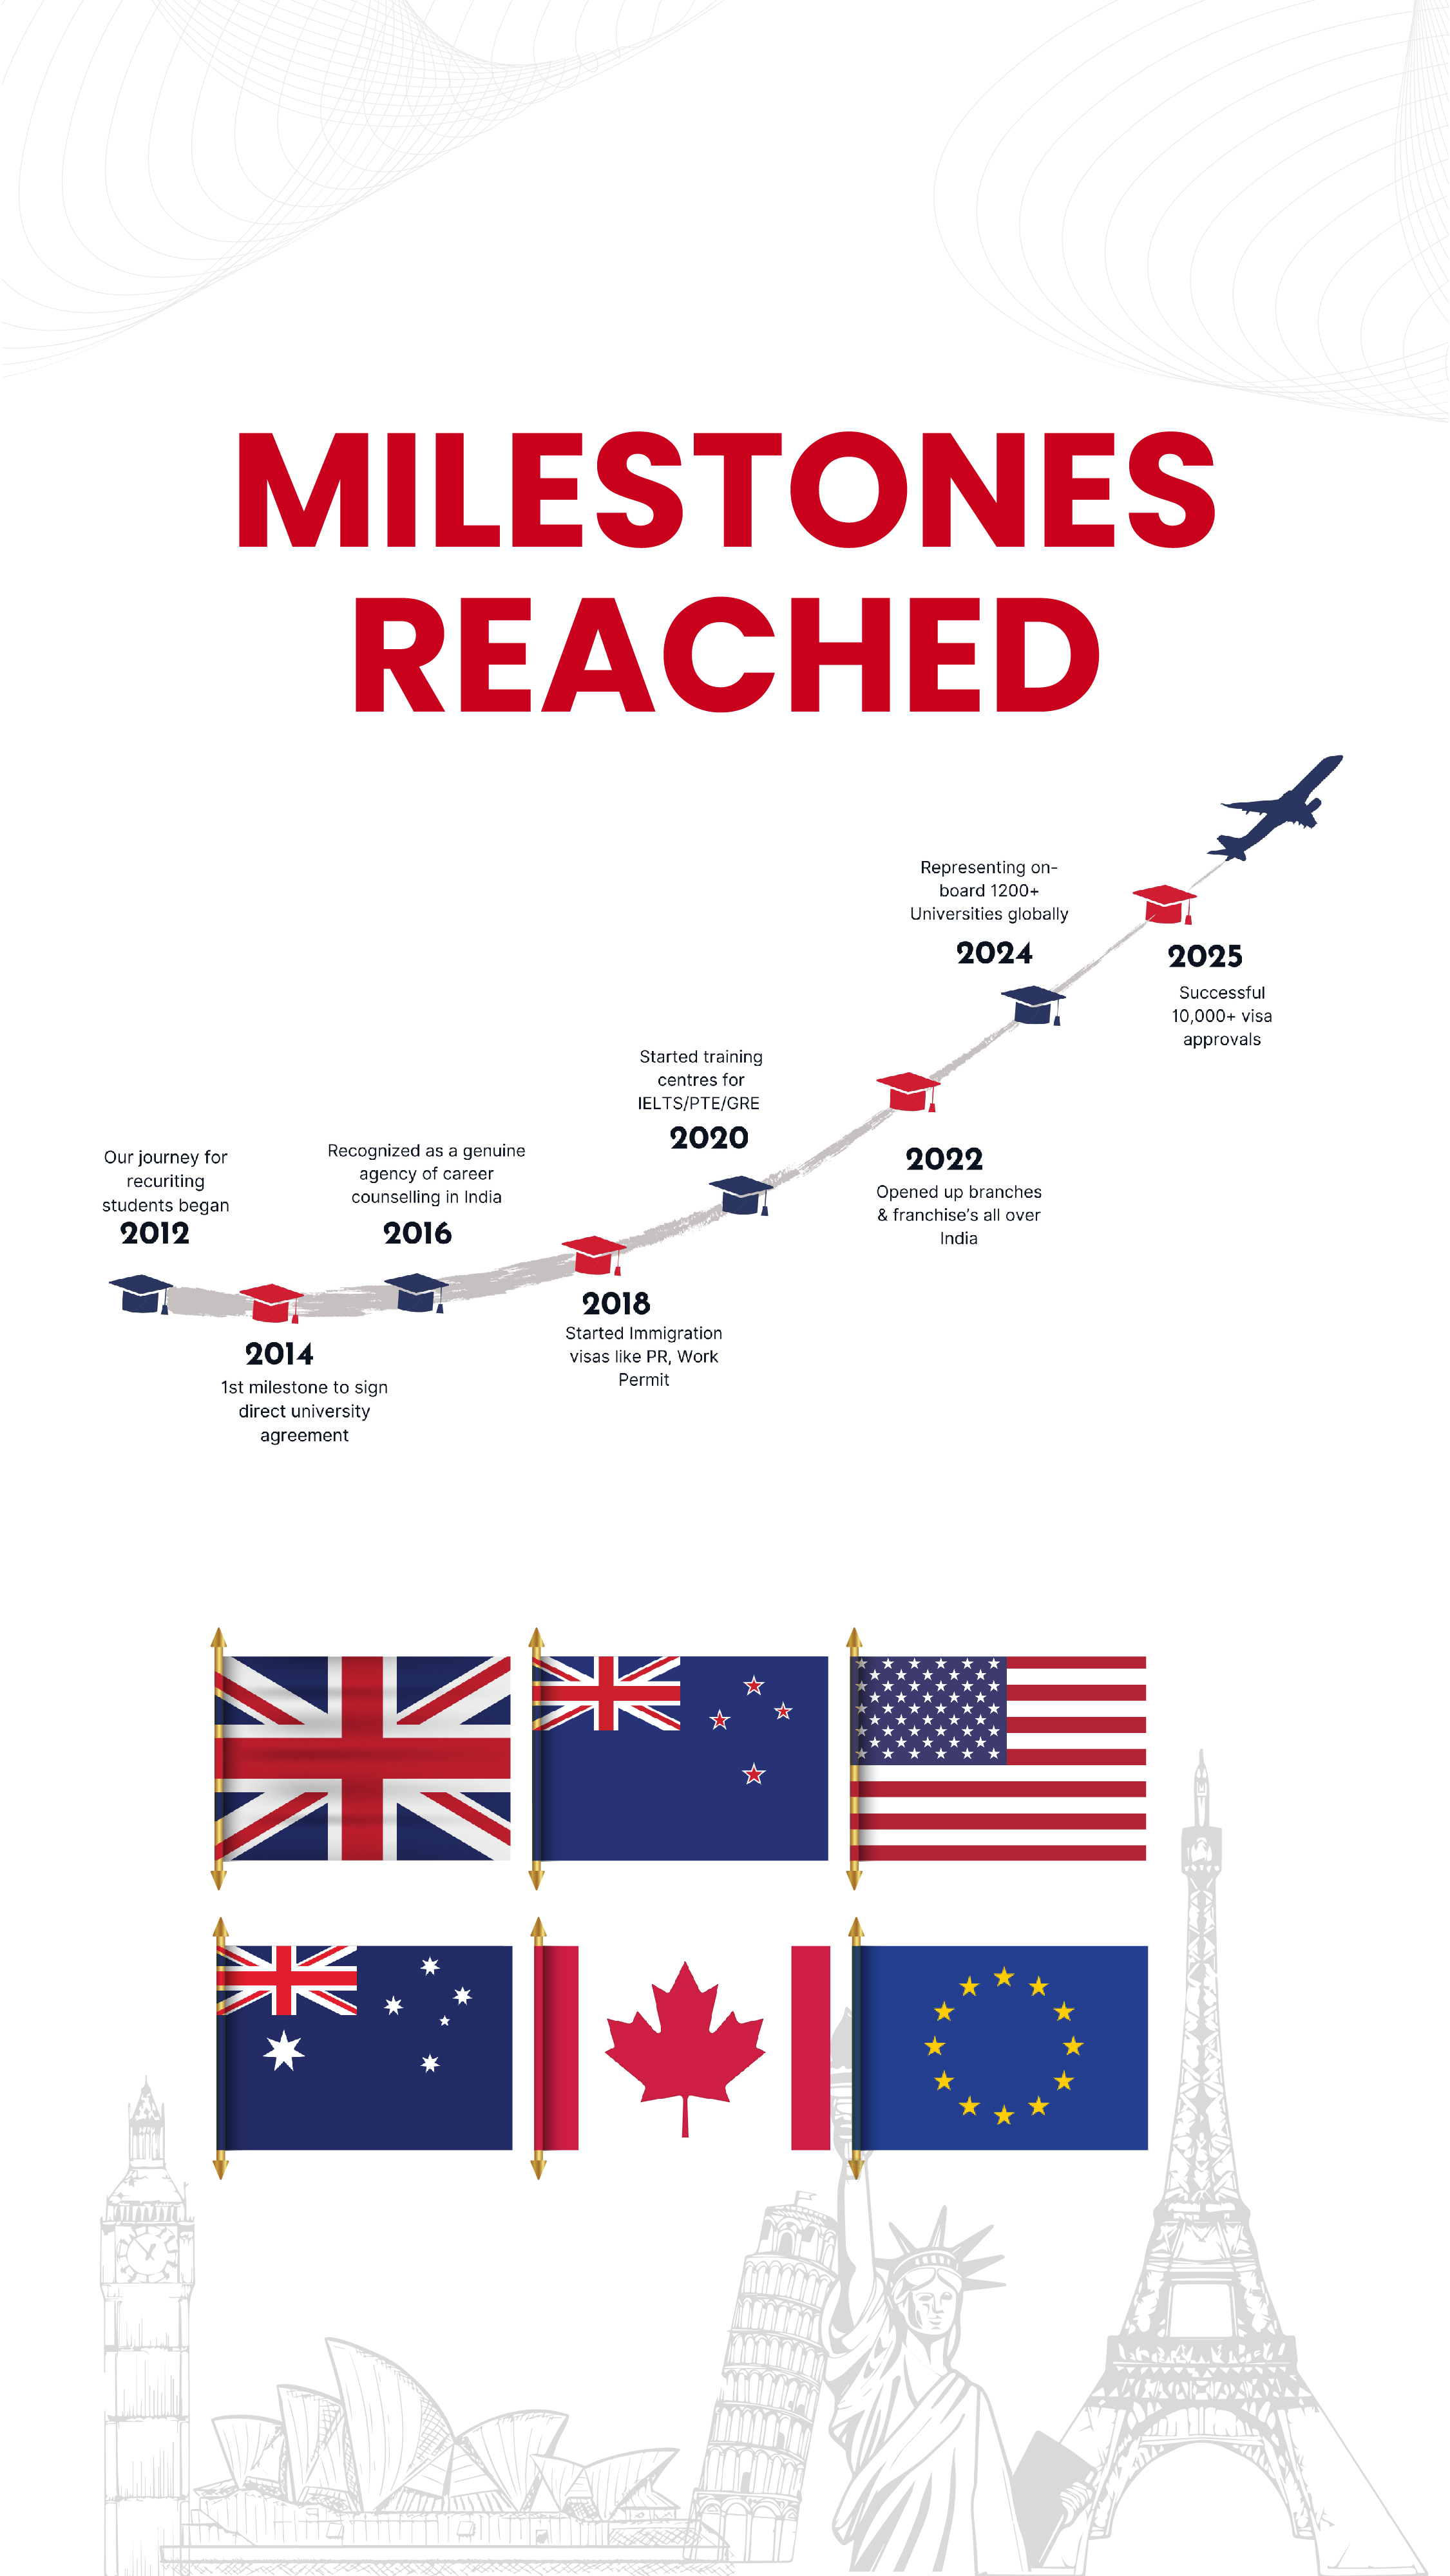 MILESTONES
REACHED
Our journey for
recuriting
students began
2012
2014
1st milestone to sign
direct university
agreement
Recognized as a genuine
agency of career
counselling in India
2016
2018
Started Immigration
visas like PR, Work
Permit
Started training
centres for
IELTS/PTE/GRE
2020
2022
Opened up branches
& franchise's all over
India
Representing on-
board 1200+
Universities globally
2024
2025
Successful
10,000+ visa
approvals